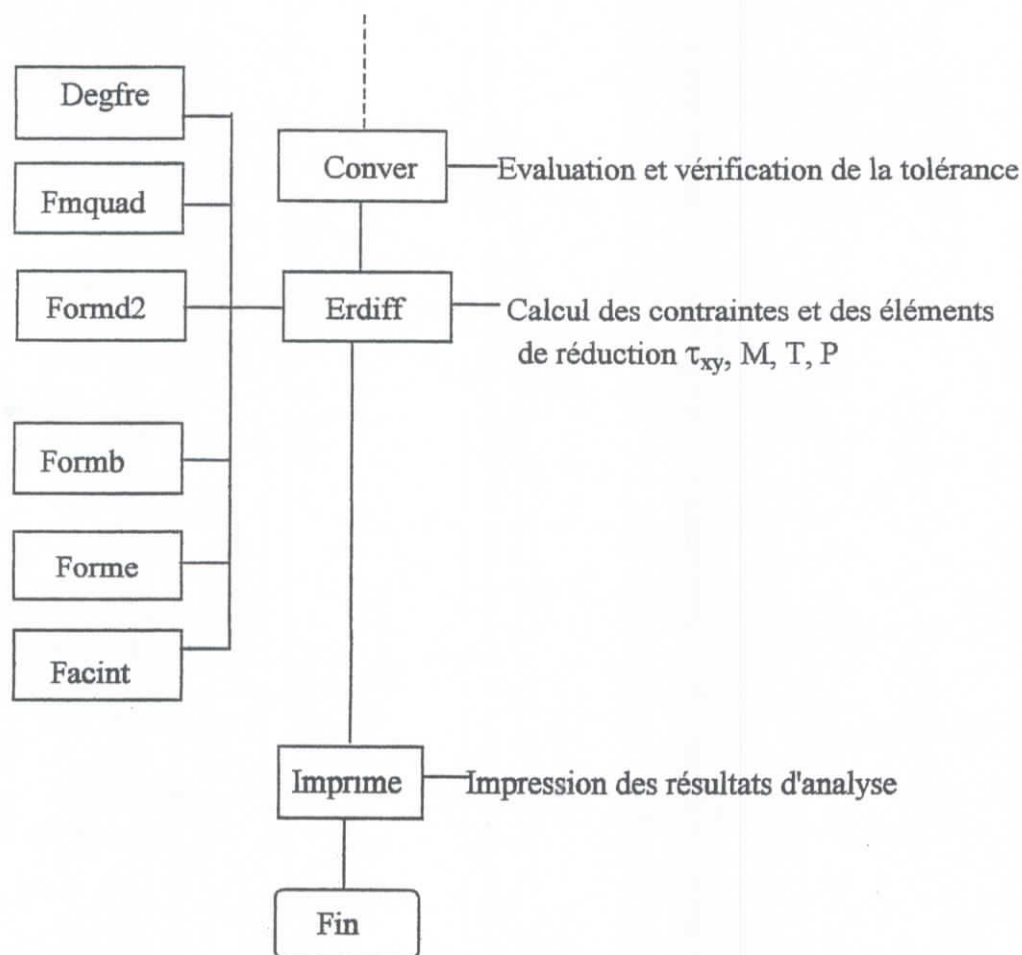 Degfre
Conver
Evaluation et vérification de la tolérance
Fmquad
Formd2
Erdiff
Calcul des contraintes et des éléments
de réduction τxy, M, T, P
Formb
Forme
Facint
Imprime
Impression des résultats d'analyse
Fin